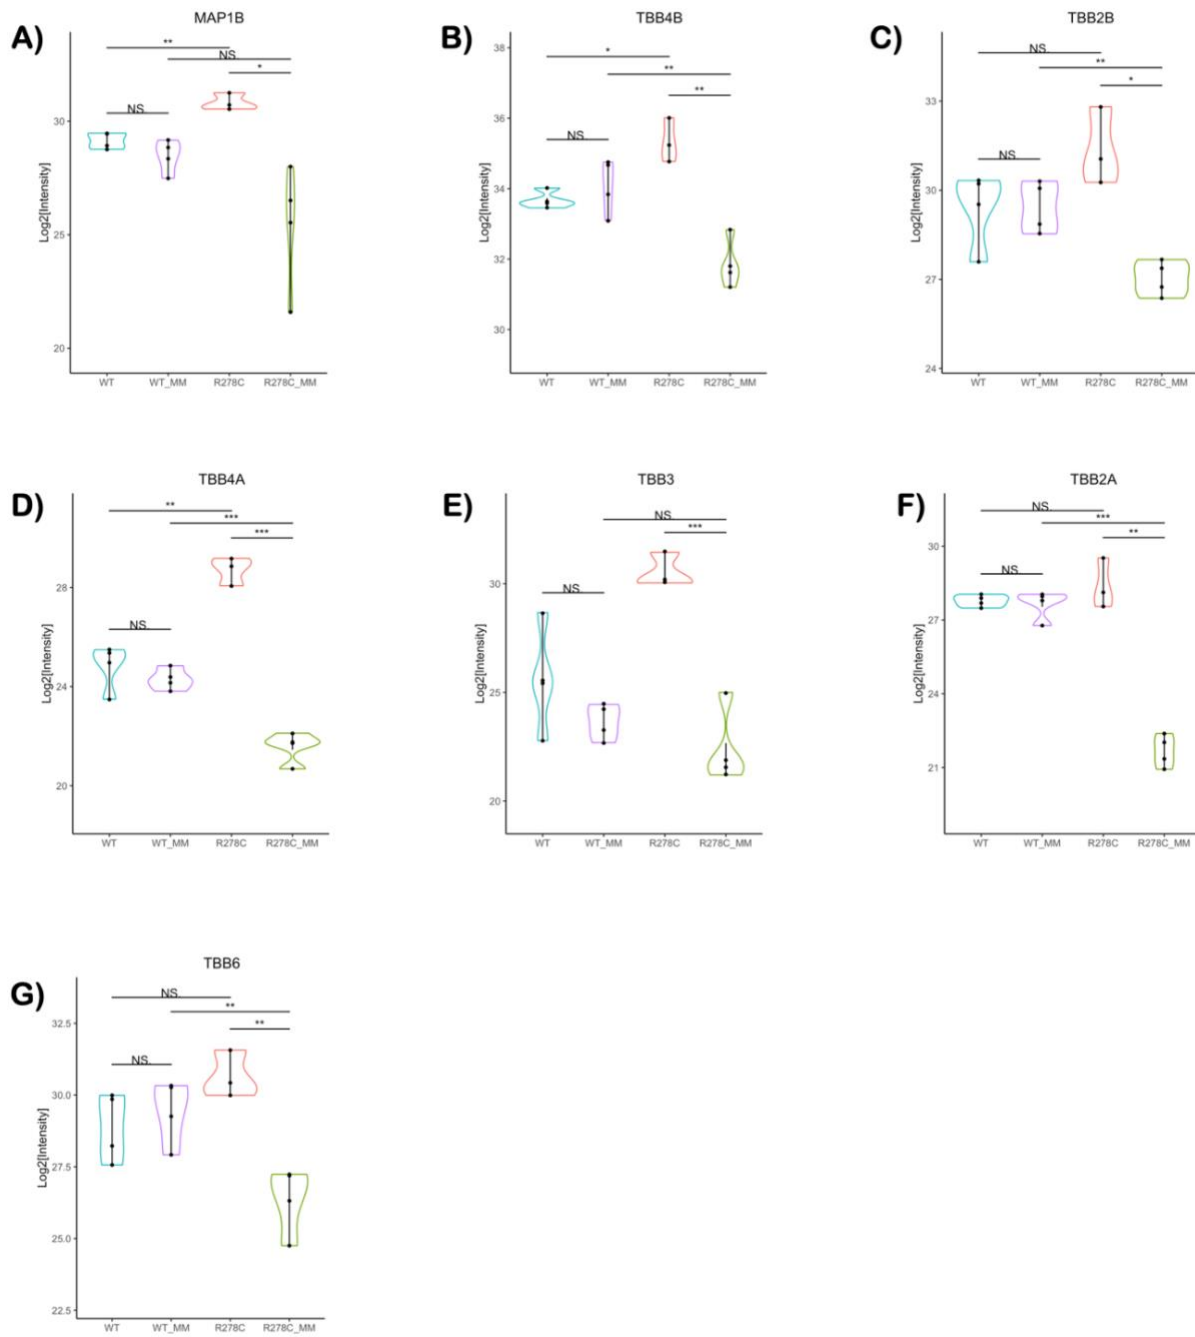 MAP1B
A)
**
NS.
*
NS.
30
25
20
Log2[Intensity]
WT WT_MM R278C R278C_MM
TBB4B
B)
*
**
**
NS.
38
36
34
32
30
Log2[Intensity]
WT WT_MM R278C R278C_MM
TBB2B
C)
NS.
**
*
NS.
33
30
27
24
Log2[Intensity]
WT WT_MM R278C R278C_MM
TBB4A
D)
**
***
***
NS.
28
24
20
Log2[Intensity]
WT WT_MM R278C R278C_MM
TBB3
E)
NS.
***
NS.
30
25
20
Log2[Intensity]
WT WT_MM R278C R278C_MM
TBB2A
F)
NS.
***
**
NS.
30
27
24
21
Log2[Intensity]
WT WT_MM R278C R278C_MM
TBB6
G)
NS.
**
**
NS.
32.5
30.0
27.5
25.0
22.5
Log2[Intensity]
WT WT_MM R278C R278C_MM